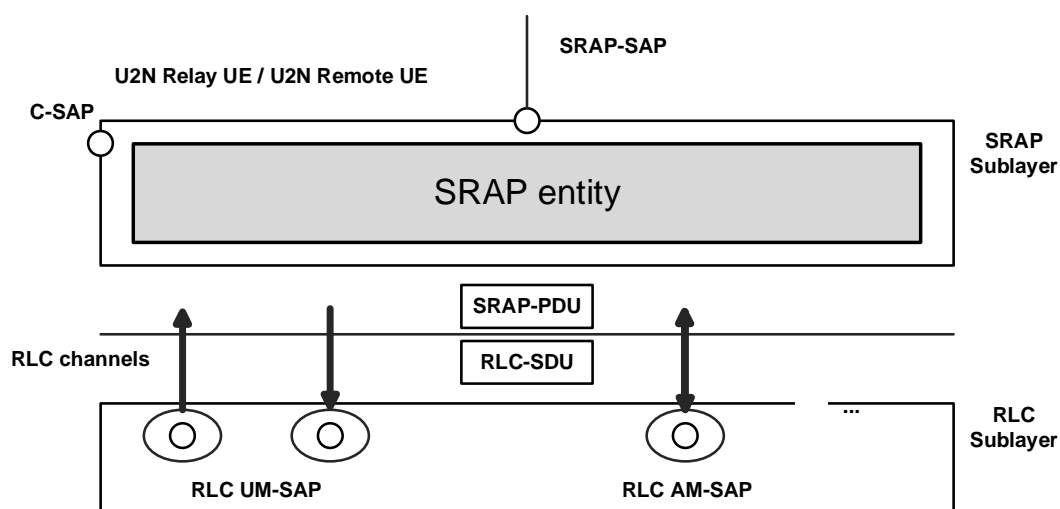 SRAP-SAP
U2N Relay UE / U2N Remote UE
C-SAP
SRAP
Sublayer
SRAP entity
SRAP-PDU
RLC channels
RLC-SDU
...
RLC
Sublayer
RLC UM-SAP
RLC AM-SAP